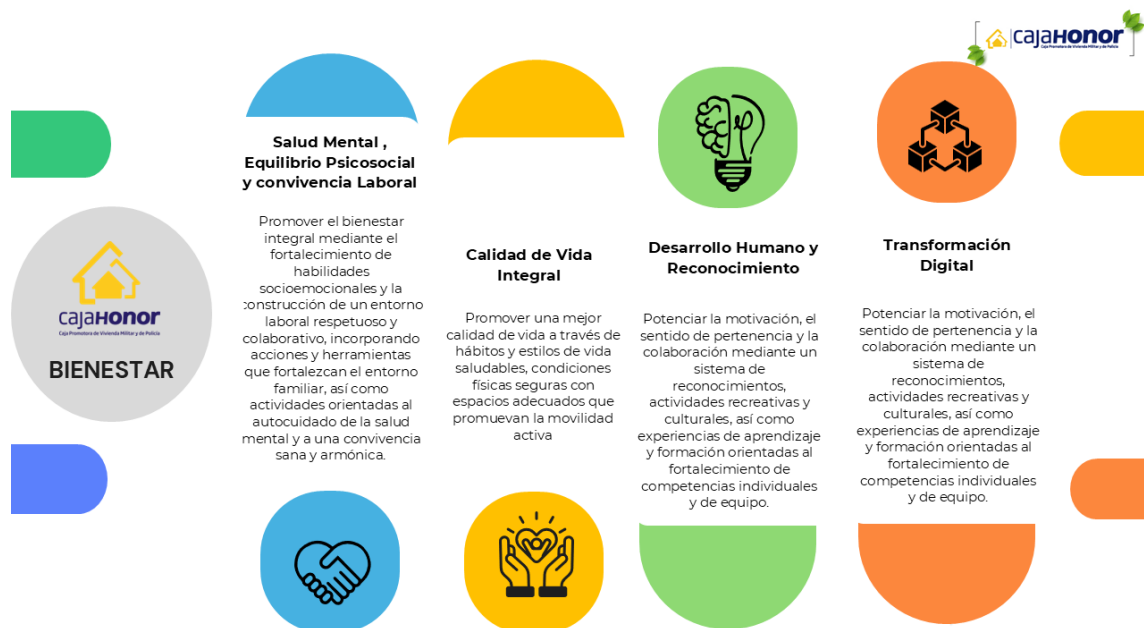 cajaHONOR
Caja Promotora de Vivienda Militar y de Policía
Salud Mental ,
Equilibrio Psicosocial
y convivencia Laboral
Promover el bienestar
integral mediante el
fortalecimiento de
habilidades
socioemocionales y la
construcción de un entorno
laboral respetuoso y
colaborativo, incorporando
acciones y herramientas
que fortalezcan el entorno
familiar, así como
actividades orientadas al
autocuidado de la salud
mental y a una convivencia
sana y armónica.
Calidad de Vida
Integral
Promover una mejor
calidad de vida a través de
hábitos y estilos de vida
saludables, condiciones
físicas seguras con
espacios adecuados que
promuevan la movilidad
activa
Desarrollo Humano y
Reconocimiento
Potenciar la motivación, el
sentido de pertenencia y la
colaboración mediante un
sistema de
reconocimientos,
actividades recreativas y
culturales, así como
experiencias de aprendizaje
y formación orientadas al
fortalecimiento de
competencias individuales
y de equipo.
Transformación
Digital
Potenciar la motivación, el
sentido de pertenencia y la
colaboración mediante un
sistema de
reconocimientos,
actividades recreativas y
culturales, así como
experiencias de aprendizaje
y formación orientadas al
fortalecimiento de
competencias individuales
y de equipo.
cajaHONOR
Caja Promotora de Vivienda Militar y de Policía
BIENESTAR